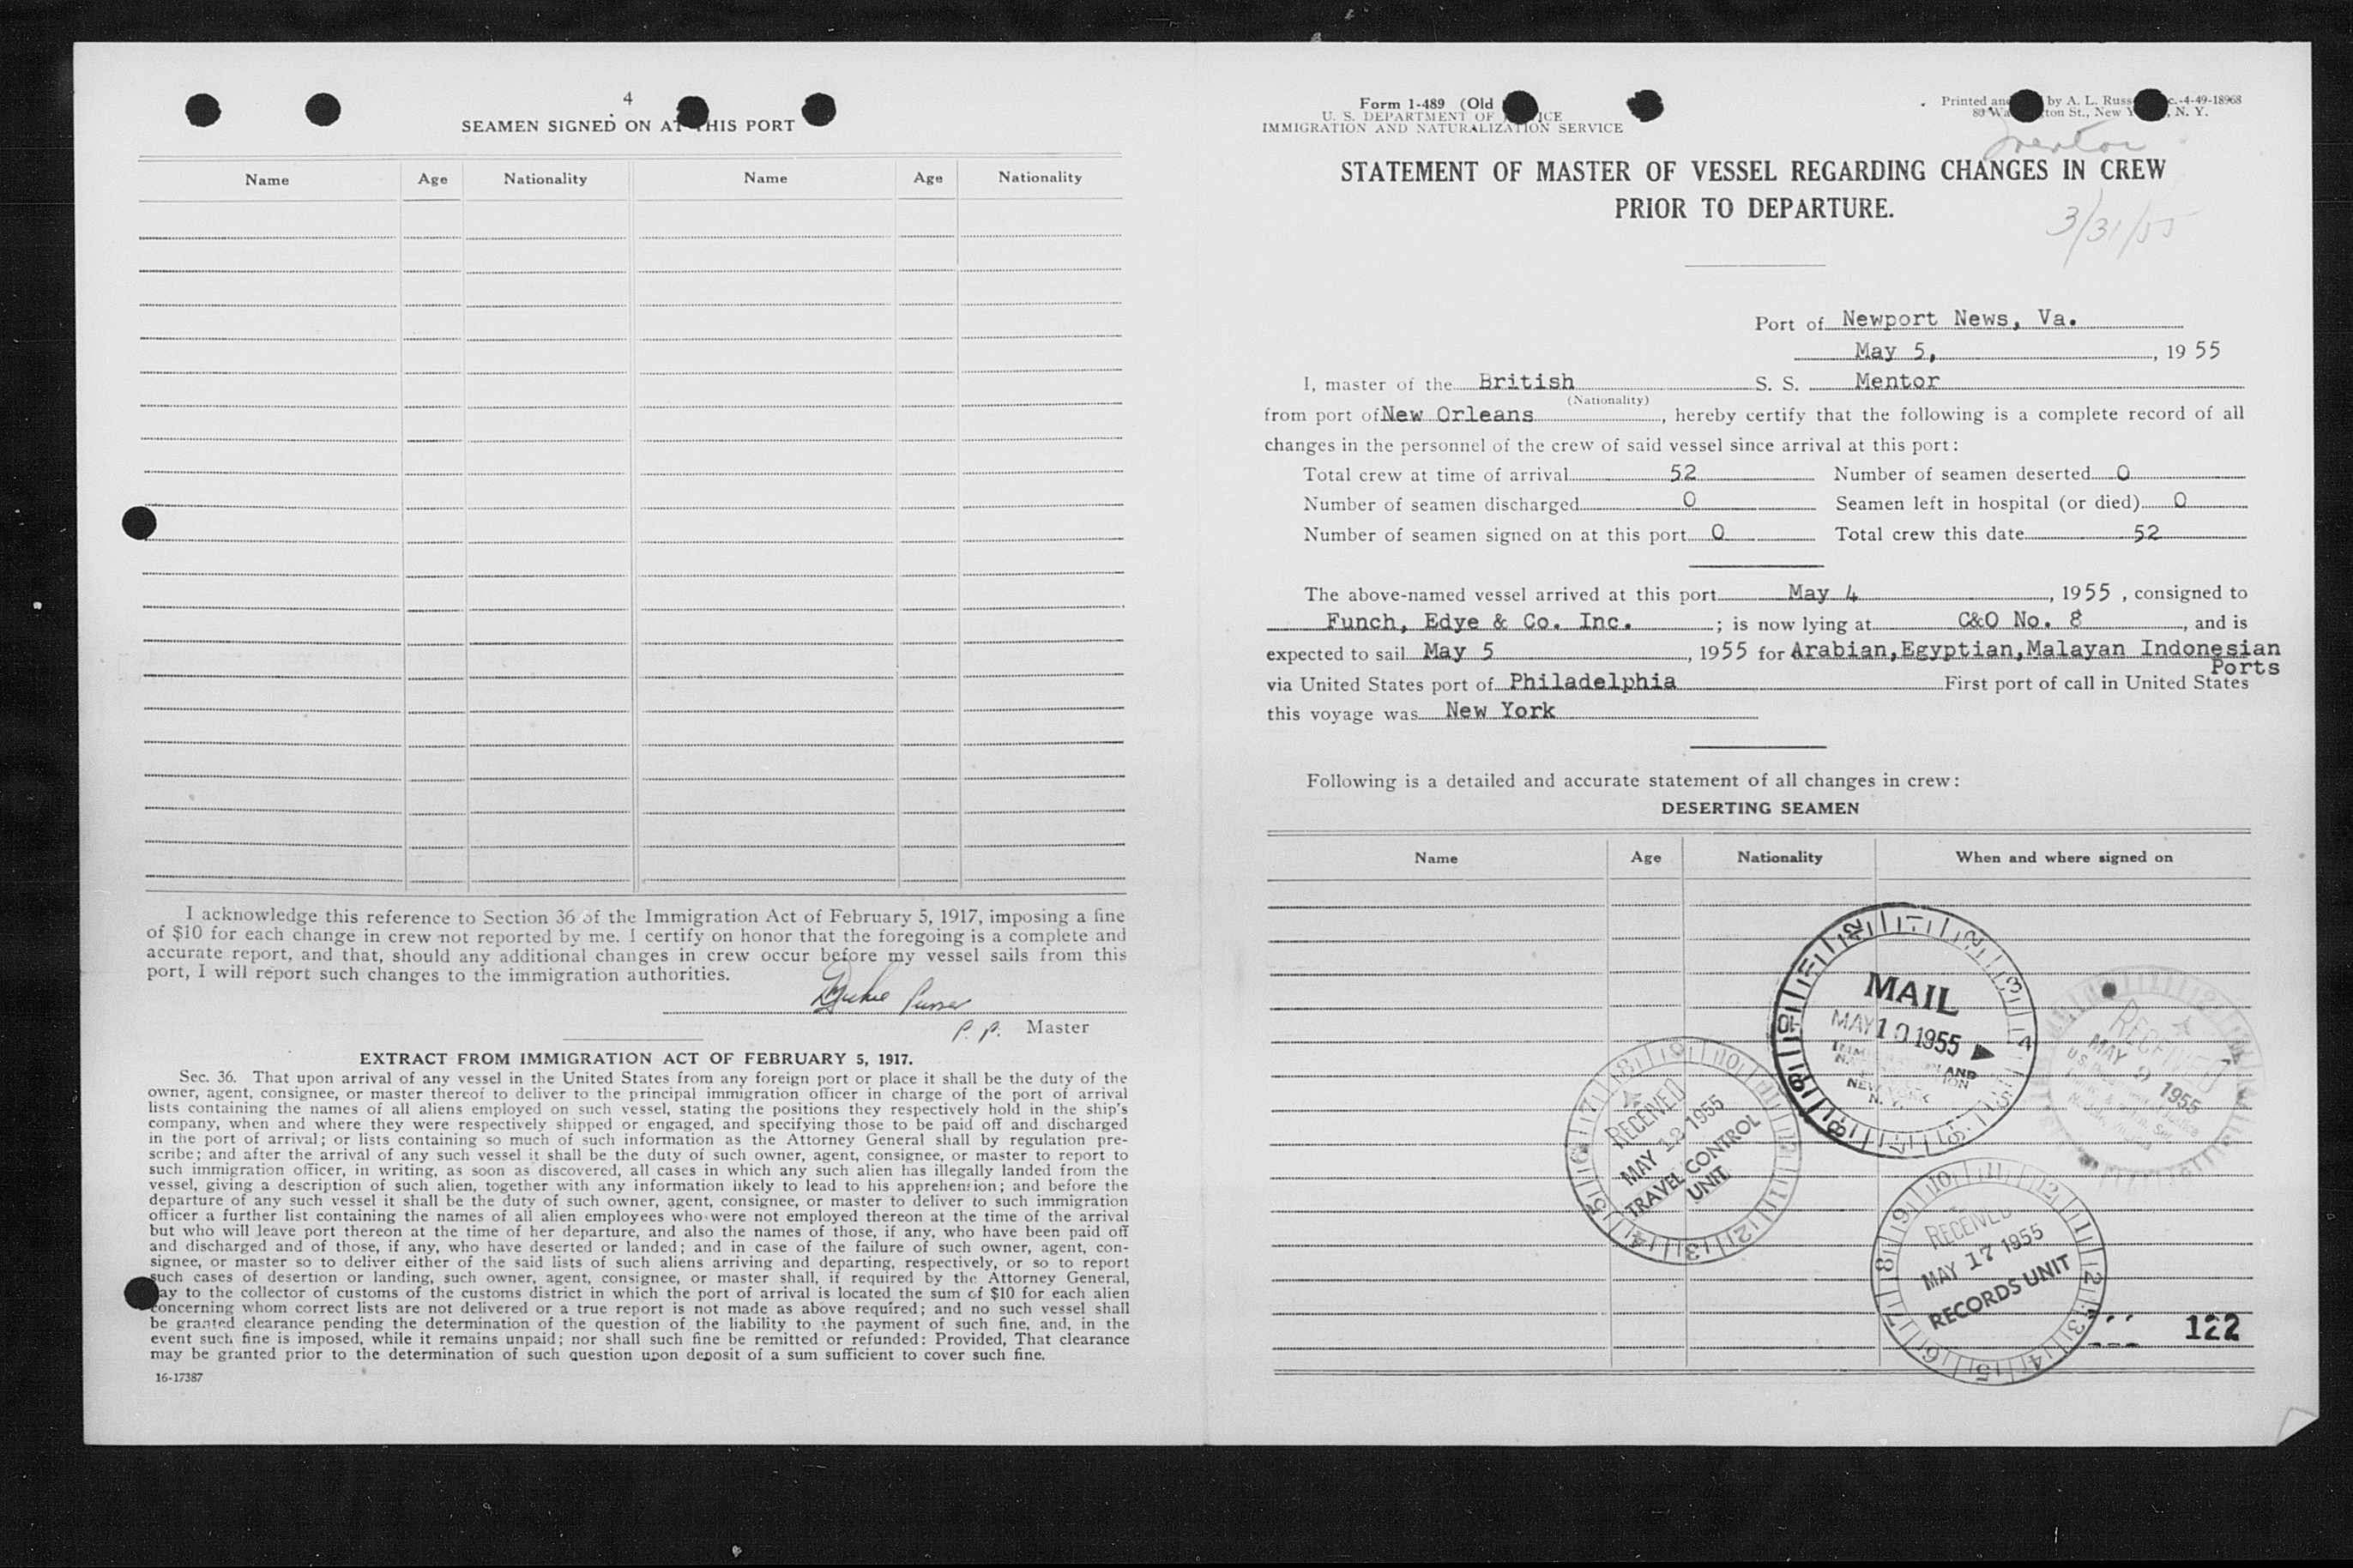 4
SEAMEN SIGNED ON AT THIS PORT
Name Age Nationality Name Age Nationality
I acknowledge this reference to Section 36 of the Immigration Act of February 5, 1917, imposing a fine
of $10 for each change in crew not reported by me. I certify on honor that the foregoing is a complete and
accurate report, and that, should any additional changes in crew occur before my vessel sails from this
port, I will report such changes to the immigration authorities.
Purser
P. P. Master
EXTRACT FROM IMMIGRATION ACT OF FEBRUARY 5, 1917.
Sec. 36. That upon arrival of any vessel in the United States from any foreign port or place it shall be the duty of the
owner, agent, consignee, or master thereof to deliver to the principal immigration officer in charge of the port of arrival
lists containing the names of all aliens employed on such vessel, stating the positions they respectively hold in the ship's
company, when and where they were respectively shipped or engaged, and specifying those to be paid off and discharged
in the port of arrival; or lists containing so much of such information as the Attorney General shall by regulation pre-
scribe; and after the arrival of any such vessel it shall be the duty of such owner, agent, consignee, or master to report to
such immigration officer, in writing, as soon as discovered, all cases in which any such alien has illegally landed from the
vessel, giving a description of such alien, together with any information likely to lead to his apprehension; and before the
departure of any such vessel it shall be the duty of such owner, agent, consignee, or master to deliver to such immigration
officer a further list containing the names of all alien employees who were not employed thereon at the time of the arrival
but who will leave port thereon at the time of her departure, and also the names of those, if any, who have been paid off
and discharged and of those, if any, who have deserted or landed; and in case of the failure of such owner, agent, con-
signee, or master so to deliver either of the said lists of such aliens arriving and departing, respectively, or so to report
such cases of desertion or landing, such owner, agent, consignee, or master shall, if required by the Attorney General,
pay to the collector of customs of the customs district in which the port of arrival is located the sum of $10 for each alien
concerning whom correct lists are not delivered or a true report is not made as above required; and no such vessel shall
be granted clearance pending the determination of the question of the liability to the payment of such fine, and, in the
event such fine is imposed, while it remains unpaid; nor shall such fine be remitted or refunded: Provided, That clearance
may be granted prior to the determination of such question upon deposit of a sum sufficient to cover such fine.
16-17387
Form I-489 (Old
U. S. DEPARTMENT OF JUSTICE
IMMIGRATION AND NATURALIZATION SERVICE
Printed and by A. L. Russ c.-4-49-18968
80 Wa ton St., New Y , N. Y.
Mentor
STATEMENT OF MASTER OF VESSEL REGARDING CHANGES IN CREW
PRIOR TO DEPARTURE.
3/31/55
Port of Newport News, Va.
May 5, , 1955
I, master of the British S. S. Mentor
(Nationality)
from port of New Orleans , hereby certify that the following is a complete record of all
changes in the personnel of the crew of said vessel since arrival at this port:
Total crew at time of arrival 52 Number of seamen deserted 0
Number of seamen discharged 0 Seamen left in hospital (or died) 0
Number of seamen signed on at this port 0 Total crew this date 52
The above-named vessel arrived at this port May 4 , 1955 , consigned to
Funch, Edye & Co. Inc. ; is now lying at C&O No. 8 , and is
expected to sail May 5 , 1955 for Arabian,Egyptian,Malayan Indonesian
Ports
via United States port of Philadelphia First port of call in United States
this voyage was New York
Following is a detailed and accurate statement of all changes in crew:
DESERTING SEAMEN
Name Age Nationality When and where signed on
MAIL
MAY 10 1955
NEW YORK
N. Y.
RECEIVED
MAY 9 1955
RECEIVED
MAY 12 1955
TRAVEL CONTROL
UNIT
RECEIVED
MAY 17 1955
RECORDS UNIT
122